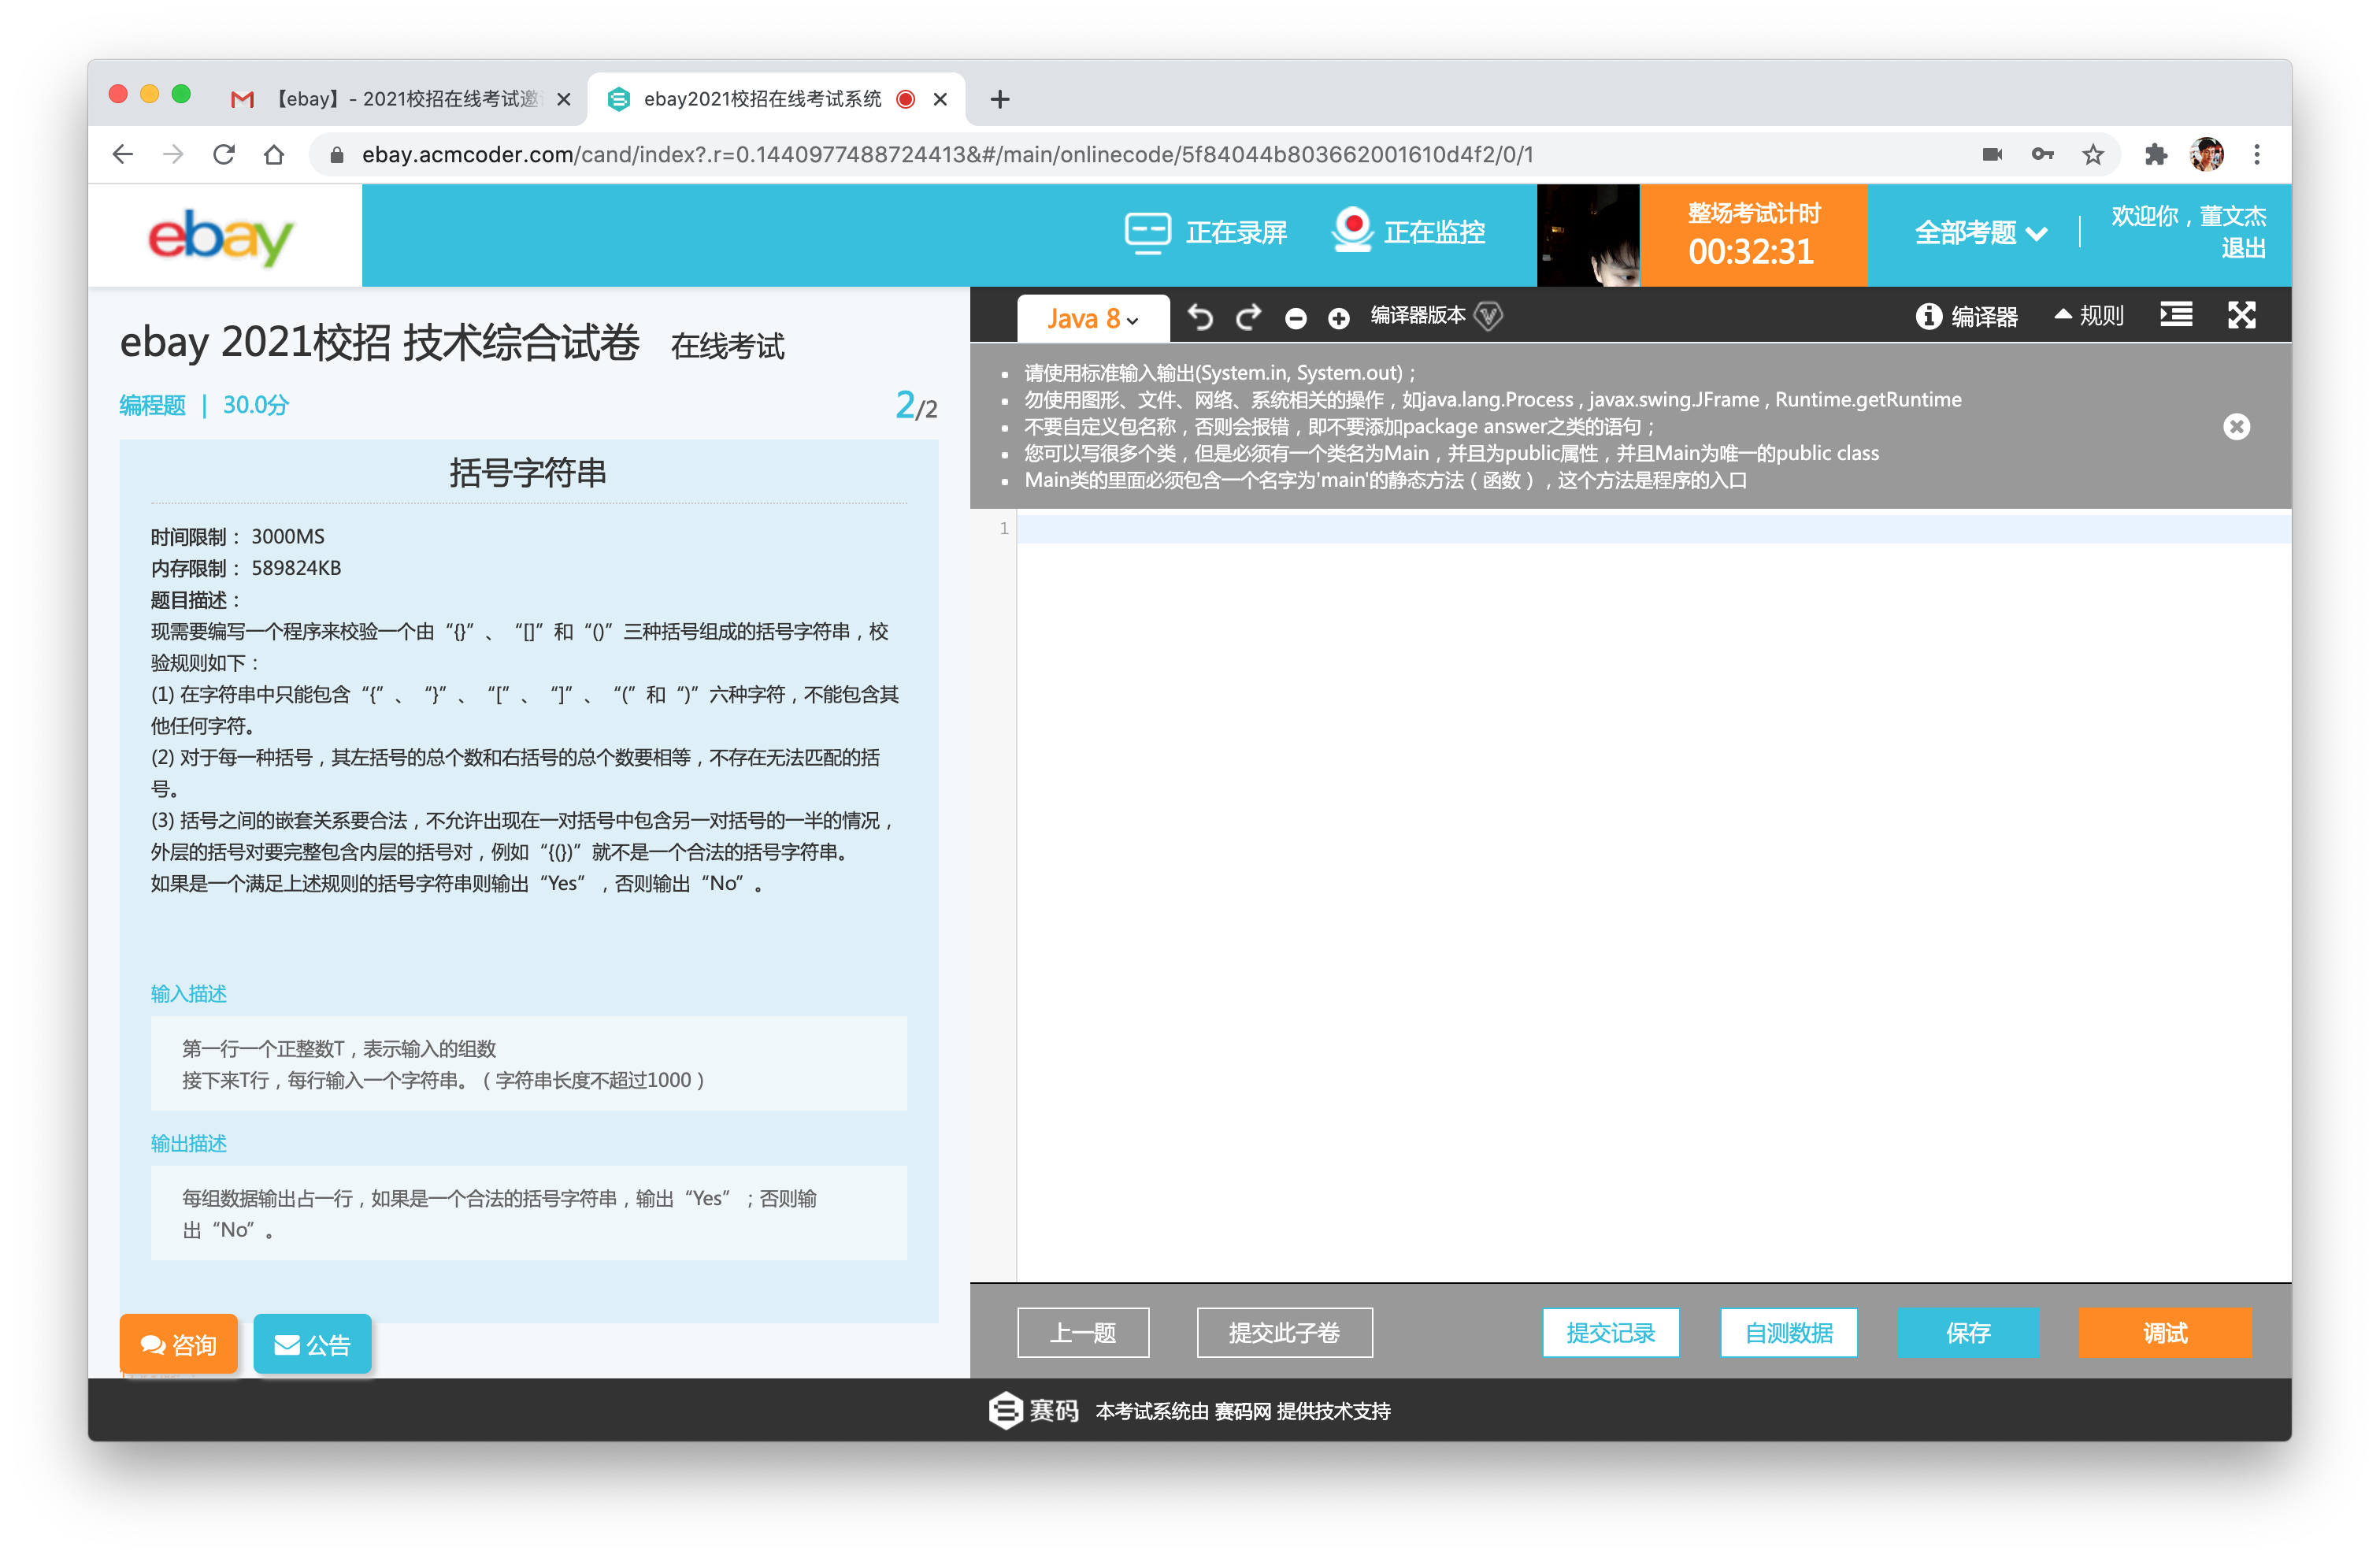 【ebay】- 2021校招在线考试邀
ebay2021校招在线考试系统
ebay.acmcoder.com/cand/index?.r=0.1440977488724413&#/main/onlinecode/5f84044b803662001610d4f2/0/1
ebay
正在录屏
正在监控
整场考试计时
00:32:31
全部考题
欢迎你，董文杰
退出
ebay 2021校招 技术综合试卷 在线考试
编程题 | 30.0分
2/2
括号字符串
时间限制： 3000MS
内存限制： 589824KB
题目描述：
现需要编写一个程序来校验一个由“{}”、“[]”和“()”三种括号组成的括号字符串，校
验规则如下：
(1) 在字符串中只能包含“{”、“}”、“[”、“]”、“(”和“)”六种字符，不能包含其
他任何字符。
(2) 对于每一种括号，其左括号的总个数和右括号的总个数要相等，不存在无法匹配的括
号。
(3) 括号之间的嵌套关系要合法，不允许出现在一对括号中包含另一对括号的一半的情况，
外层的括号对要完整包含内层的括号对，例如“{(})”就不是一个合法的括号字符串。
如果是一个满足上述规则的括号字符串则输出“Yes”，否则输出“No”。
输入描述
第一行一个正整数T，表示输入的组数
接下来T行，每行输入一个字符串。（字符串长度不超过1000）
输出描述
每组数据输出占一行，如果是一个合法的括号字符串，输出“Yes”；否则输
出“No”。
咨询
公告
Java 8
编译器版本
编译器
规则
请使用标准输入输出(System.in, System.out)；
勿使用图形、文件、网络、系统相关的操作，如java.lang.Process , javax.swing.JFrame , Runtime.getRuntime
不要自定义包名称，否则会报错，即不要添加package answer之类的语句；
您可以写很多个类，但是必须有一个类名为Main，并且为public属性，并且Main为唯一的public class
Main类的里面必须包含一个名字为'main'的静态方法（函数），这个方法是程序的入口
1
上一题
提交此子卷
提交记录
自测数据
保存
调试
赛码 本考试系统由 赛码网 提供技术支持